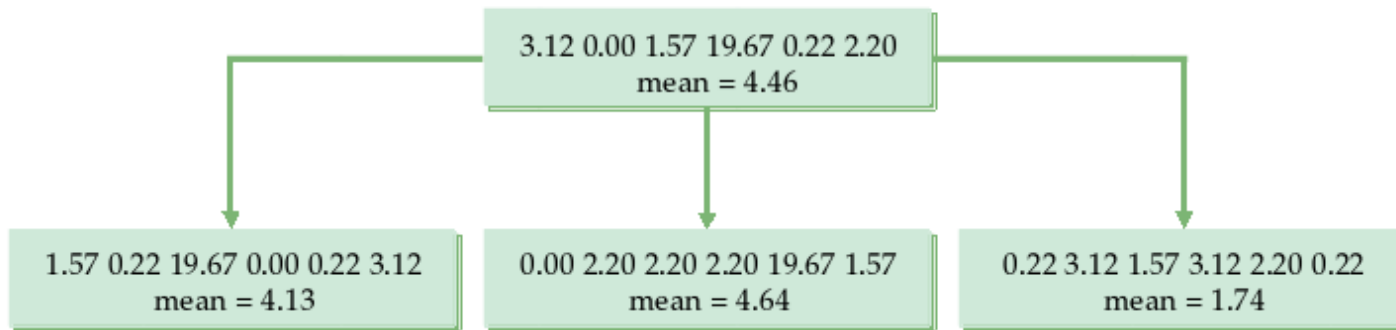 3.12 0.00 1.57 19.67 0.22 2.20
mean = 4.46
1.57 0.22 19.67 0.00 0.22 3.12
mean = 4.13
0.00 2.20 2.20 2.20 19.67 1.57
mean = 4.64
0.22 3.12 1.57 3.12 2.20 0.22
mean = 1.74